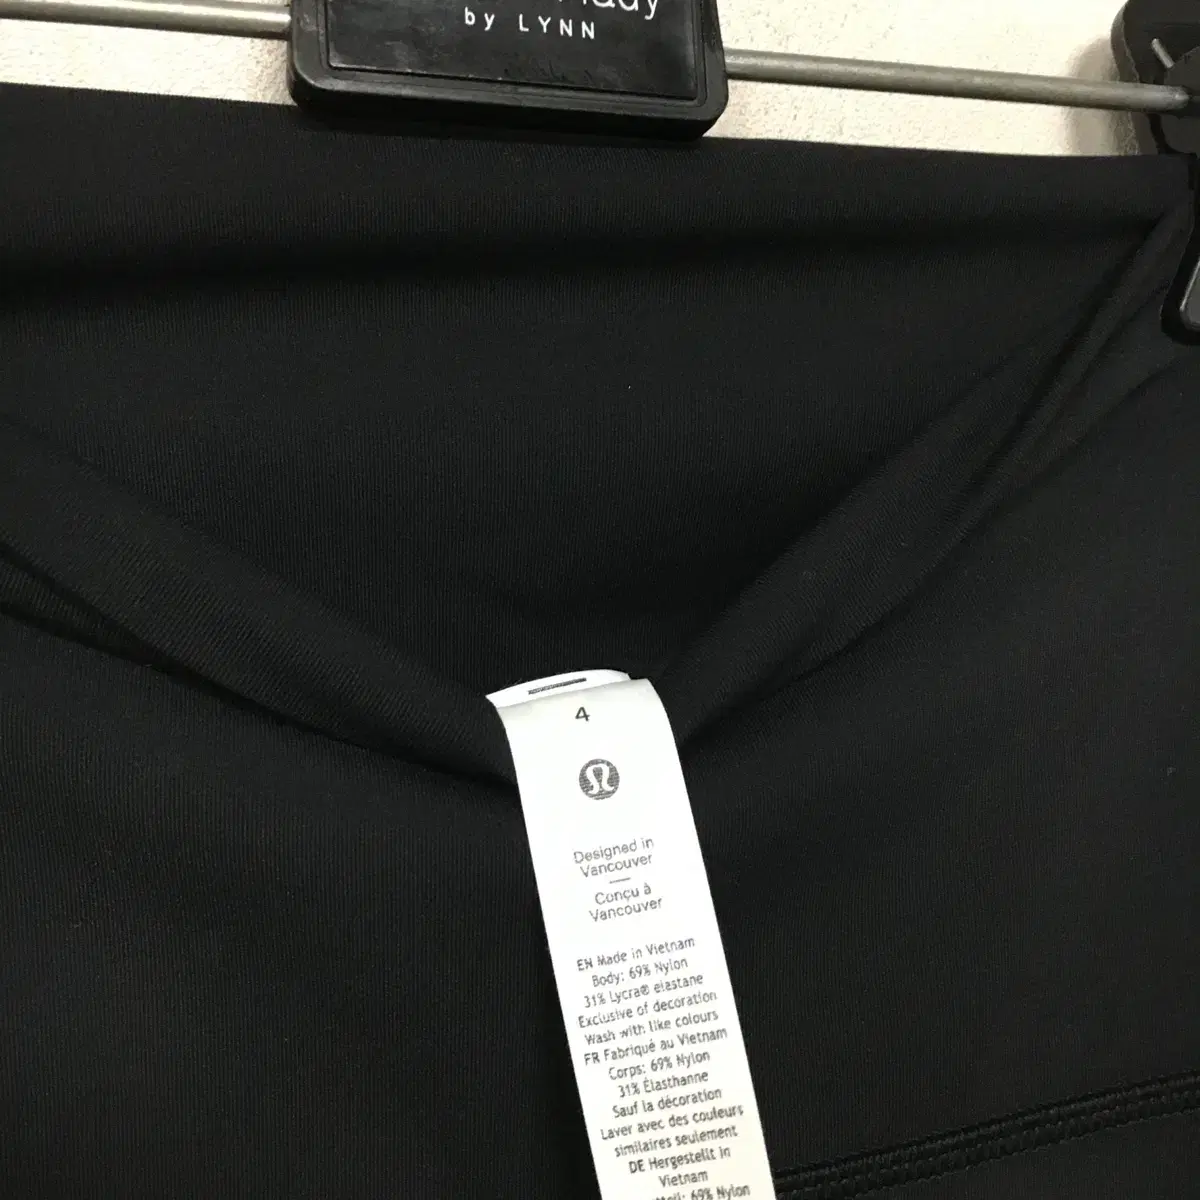 by LYNN
4
Designed in
Vancouver
Conçu à
Vancouver
EN Made in Vietnam
Body: 69% Nylon
31% Lycra® elastane
Exclusive of decoration
Wash with like colours
FR Fabriqué au Vietnam
Corps: 69% Nylon
31% Élasthanne
Sauf la décoration
Laver avec des couleurs
similaires seulement
DE Hergestellt in
Vietnam
69% Nylon